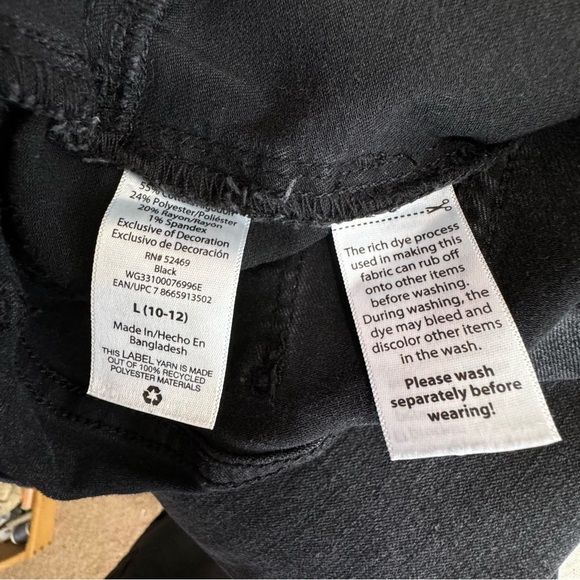 55%
24% Polyester/Poliéster
20% Rayon/Rayon
1% Spandex
Exclusive of Decoration
Exclusivo de Decoración
RN# 52469
Black
WG33100076996E
EAN/UPC 7 8665913502
L (10-12)
Made In/Hecho En
Bangladesh
THIS LABEL YARN IS MADE
OUT OF 100% RECYCLED
POLYESTER MATERIALS
The rich dye process
used in making this
fabric can rub off
onto other items
before washing.
During washing, the
dye may bleed and
discolor other items
in the wash.
Please wash
separately before
wearing!